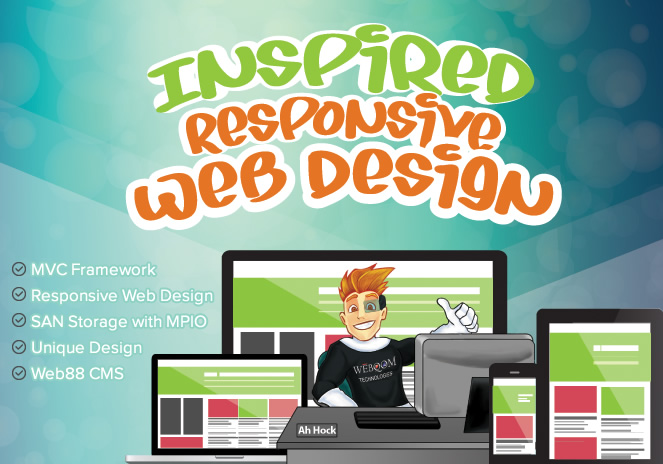 INSPIRED
RESPONSIVE
WEB DESIGN
MVC Framework
Responsive Web Design
SAN Storage with MPIO
Unique Design
Web88 CMS
WEBQOM
TECHNOLOGIES
Ah Hock